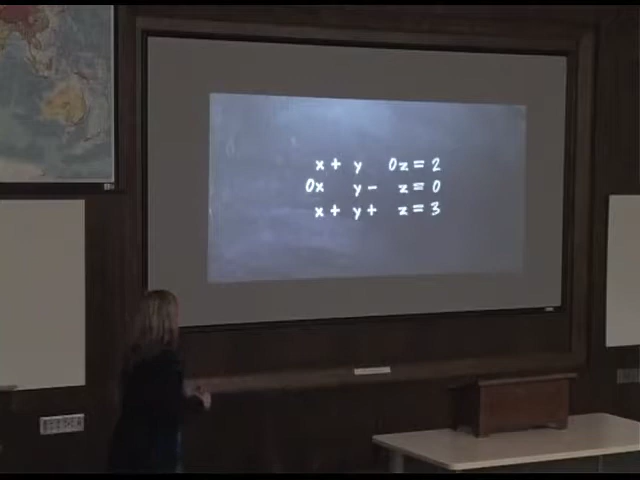 x + y 0z = 2
0x y - z = 0
x + y + z = 3